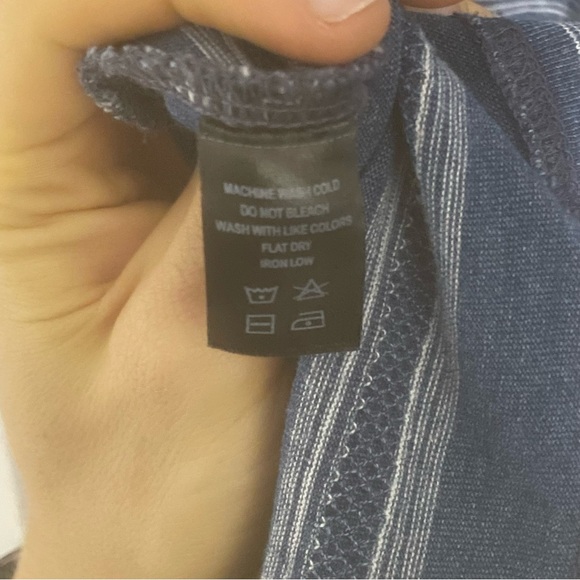 MACHINE WASH COLD
DO NOT BLEACH
WASH WITH LIKE COLORS
FLAT DRY
IRON LOW